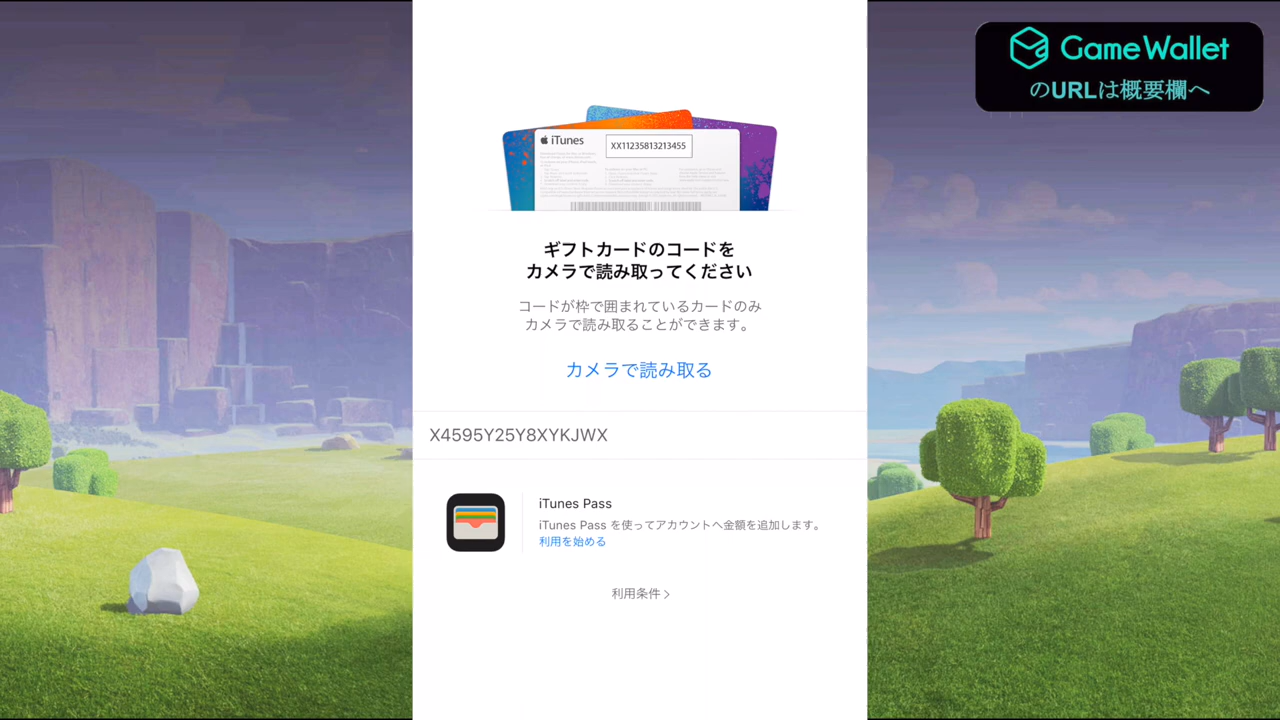 GameWallet
のURLは概要欄へ
iTunes
XX11235813213455
ギフトカードのコードを
カメラで読み取ってください
コードが枠で囲まれているカードのみ
カメラで読み取ることができます。
カメラで読み取る
X4595Y25Y8XYKJWX
iTunes Pass
iTunes Pass を使ってアカウントへ金額を追加します。
利用を始める
利用条件 >